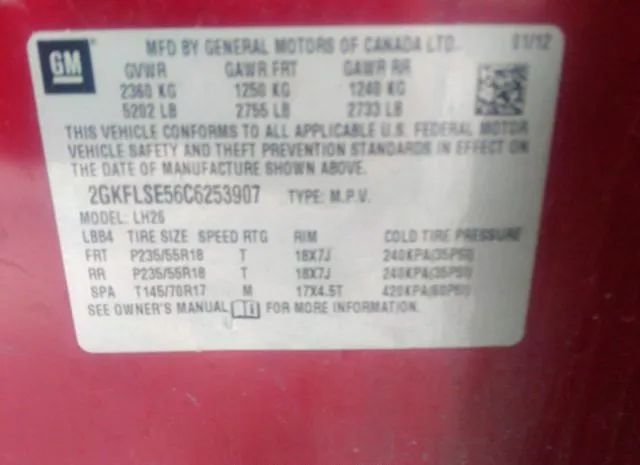 GM
MFD BY GENERAL MOTORS OF CANADA LTD. 01/12
GVWR GAWR FRT GAWR RR
2360 KG 1250 KG 1240 KG
5202 LB 2755 LB 2733 LB
THIS VEHICLE CONFORMS TO ALL APPLICABLE U.S. FEDERAL MOTOR
VEHICLE SAFETY AND THEFT PREVENTION STANDARDS IN EFFECT ON
THE DATE OF MANUFACTURE SHOWN ABOVE.
2GKFLSE56C6253907 TYPE: M.P.V.
MODEL: LH26
LBB4 TIRE SIZE SPEED RTG RIM COLD TIRE PRESSURE
FRT P235/55R18 T 18X7J 240KPA(35PSI)
RR P235/55R18 T 18X7J 240KPA(35PSI)
SPA T145/70R17 M 17X4.5T 420KPA(60PSI)
SEE OWNER'S MANUAL FOR MORE INFORMATION.